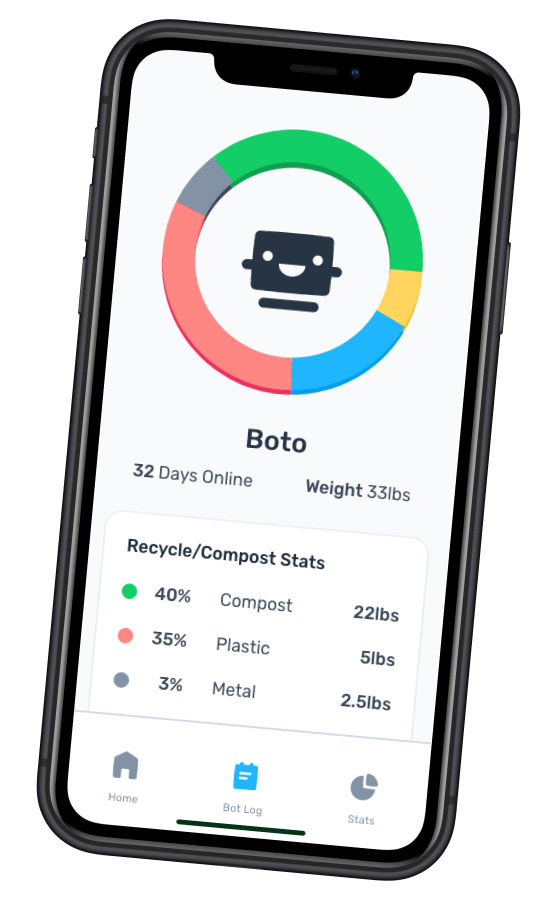 Boto
32 Days Online Weight 33lbs
Recycle/Compost Stats
40% Compost 22lbs
35% Plastic 5lbs
3% Metal 2.5lbs
Home Bot Log Stats